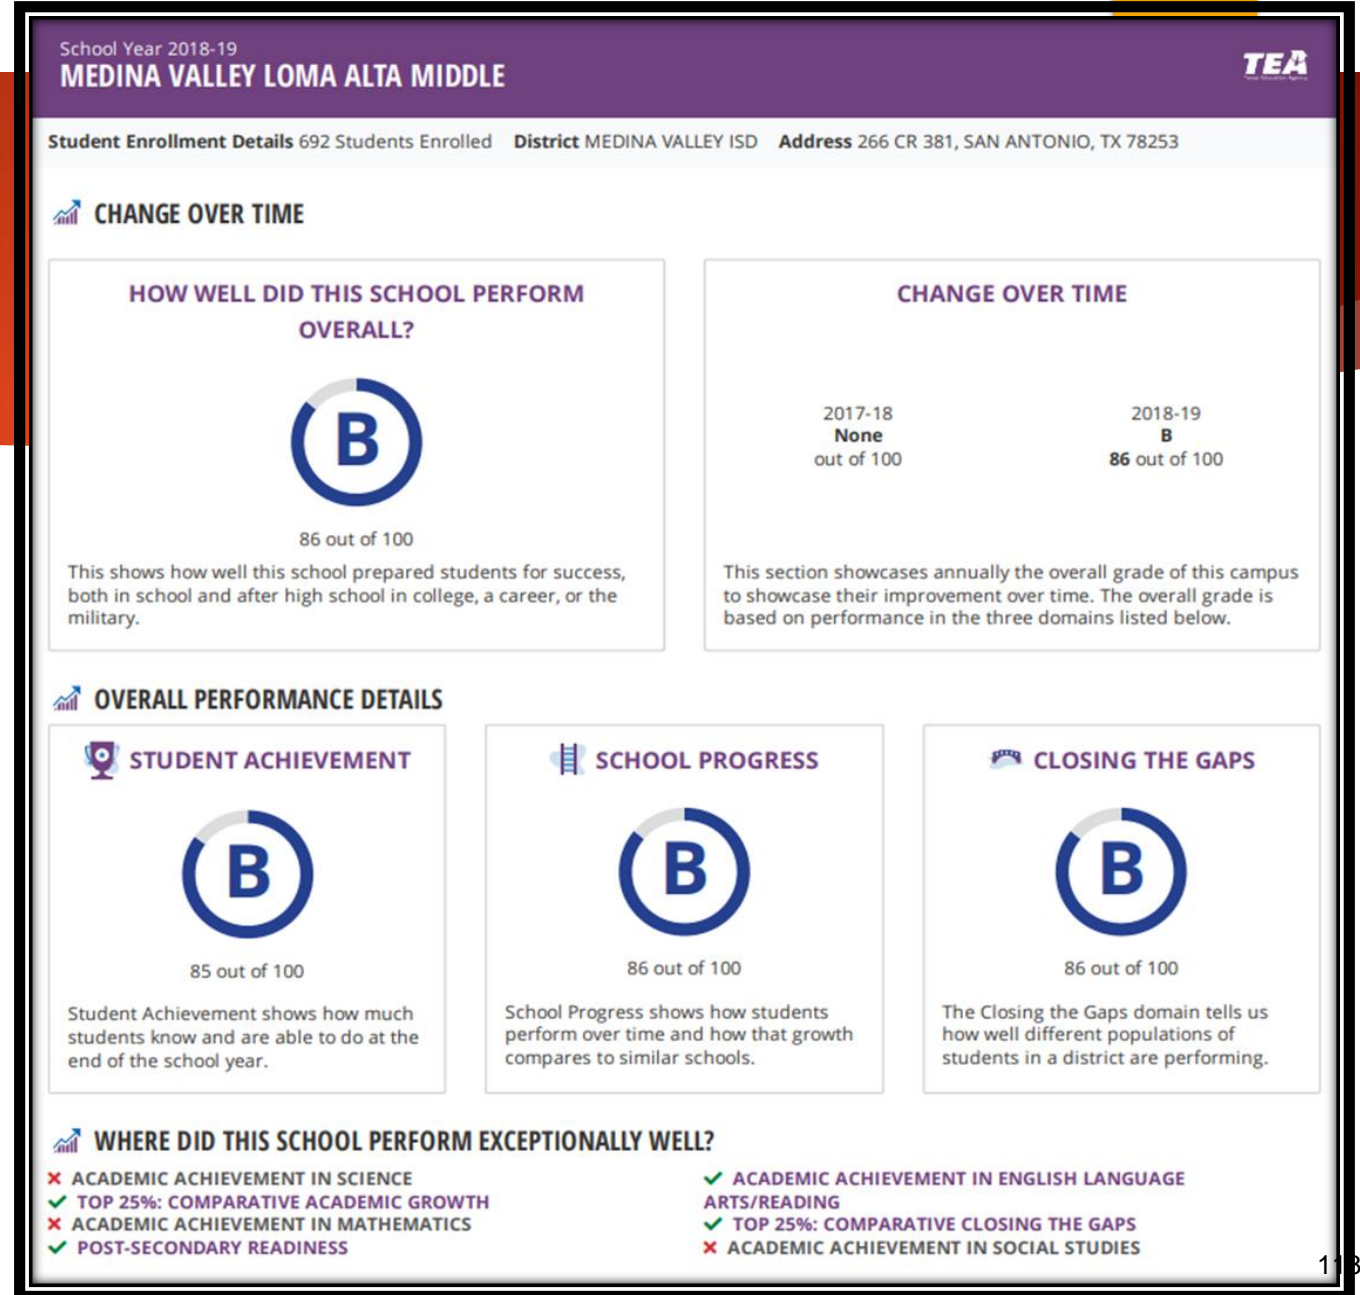 School Year 2018-19
MEDINA VALLEY LOMA ALTA MIDDLE
TEA
Student Enrollment Details 692 Students Enrolled District MEDINA VALLEY ISD Address 266 CR 381, SAN ANTONIO, TX 78253
CHANGE OVER TIME
HOW WELL DID THIS SCHOOL PERFORM
OVERALL?
B
86 out of 100
This shows how well this school prepared students for success,
both in school and after high school in college, a career, or the
military.
CHANGE OVER TIME
2017-18
None
out of 100
2018-19
B
86 out of 100
This section showcases annually the overall grade of this campus
to showcase their improvement over time. The overall grade is
based on performance in the three domains listed below.
OVERALL PERFORMANCE DETAILS
STUDENT ACHIEVEMENT
B
85 out of 100
Student Achievement shows how much
students know and are able to do at the
end of the school year.
SCHOOL PROGRESS
B
86 out of 100
School Progress shows how students
perform over time and how that growth
compares to similar schools.
CLOSING THE GAPS
B
86 out of 100
The Closing the Gaps domain tells us
how well different populations of
students in a district are performing.
WHERE DID THIS SCHOOL PERFORM EXCEPTIONALLY WELL?
ACADEMIC ACHIEVEMENT IN SCIENCE
TOP 25%: COMPARATIVE ACADEMIC GROWTH
ACADEMIC ACHIEVEMENT IN MATHEMATICS
POST-SECONDARY READINESS
ACADEMIC ACHIEVEMENT IN ENGLISH LANGUAGE
ARTS/READING
TOP 25%: COMPARATIVE CLOSING THE GAPS
ACADEMIC ACHIEVEMENT IN SOCIAL STUDIES